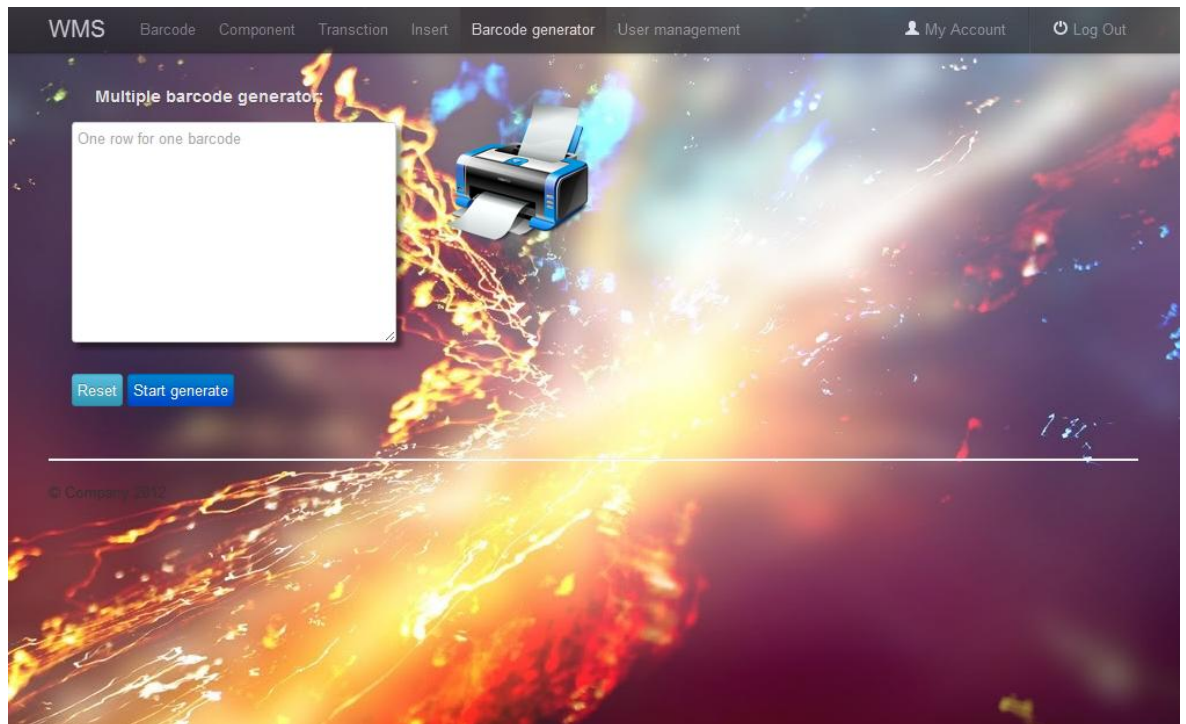 WMS Barcode Component Transction Insert Barcode generator User management My Account Log Out
Multiple barcode generator:
One row for one barcode
Reset Start generate
© Company 2012